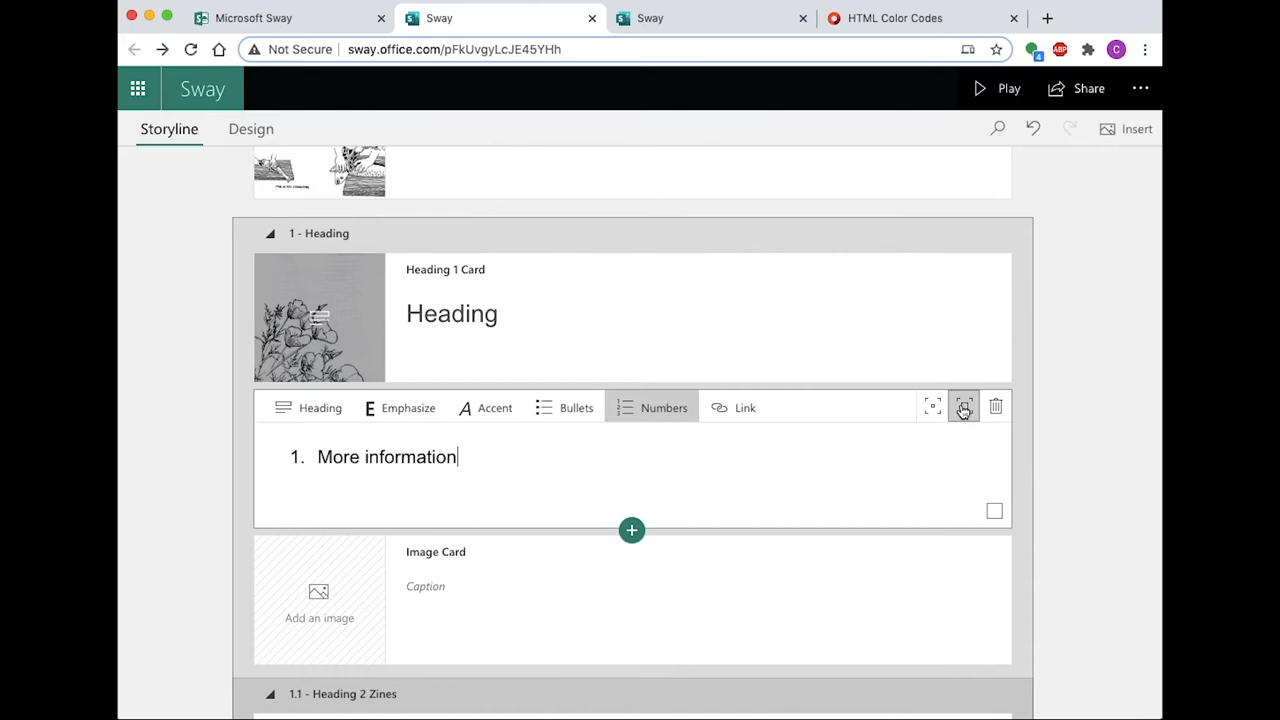 Microsoft Sway
Sway
Sway
HTML Color Codes
Not Secure
sway.office.com/pFkUvgyLcJE45YHh
4
ABP
C
Sway
Play
Share
Storyline
Design
Insert
1 - Heading
Heading 1 Card
Heading
Heading
E Emphasize
A Accent
Bullets
Numbers
Link
1. More information
Image Card
Caption
Add an image
1.1 - Heading 2 Zines